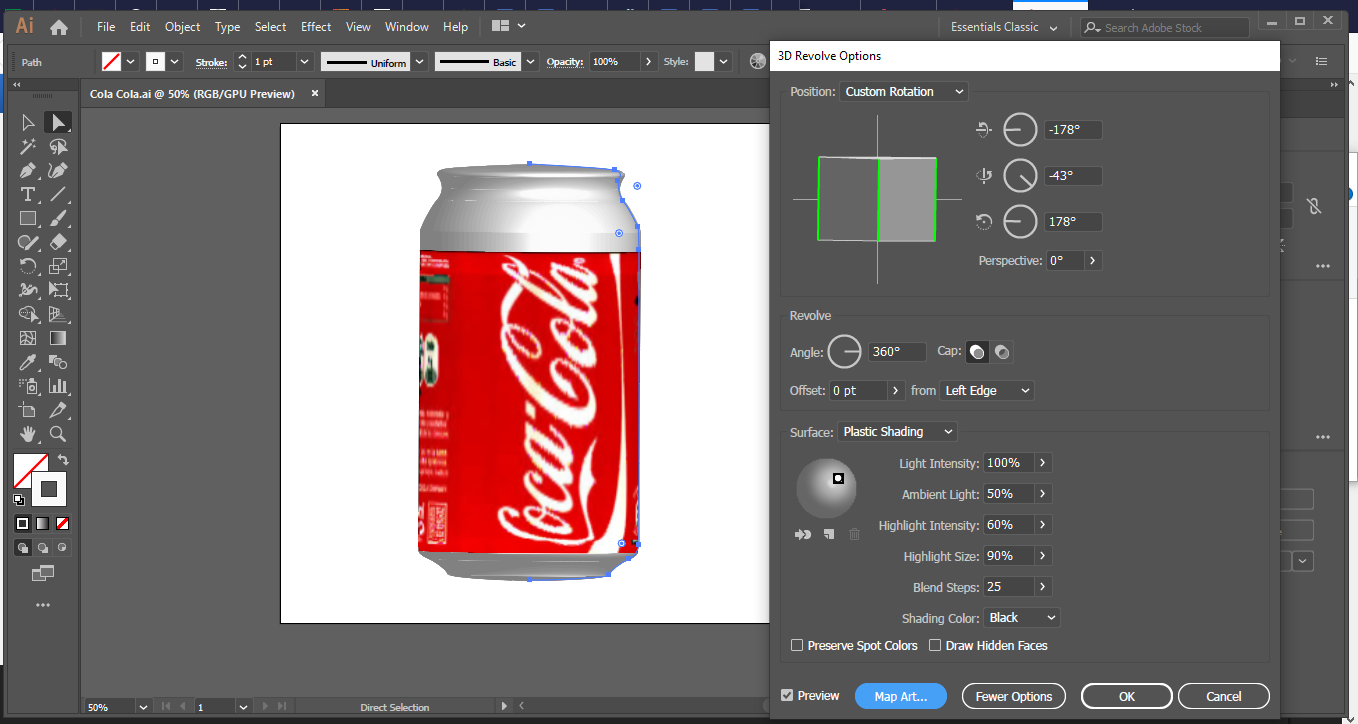 Ai File Edit Object Type Select Effect View Window Help Essentials Classic Search Adobe Stock
Path Stroke: 1 pt Uniform Basic Opacity: 100% Style:
Cola Cola.ai @ 50% (RGB/GPU Preview) ×
Coca-Cola
50% 1 Direct Selection
3D Revolve Options
Position: Custom Rotation
-178°
-43°
178°
Perspective: 0°
Revolve
Angle: 360° Cap:
Offset: 0 pt from Left Edge
Surface: Plastic Shading
Light Intensity: 100%
Ambient Light: 50%
Highlight Intensity: 60%
Highlight Size: 90%
Blend Steps: 25
Shading Color: Black
Preserve Spot Colors Draw Hidden Faces
Preview Map Art... Fewer Options OK Cancel